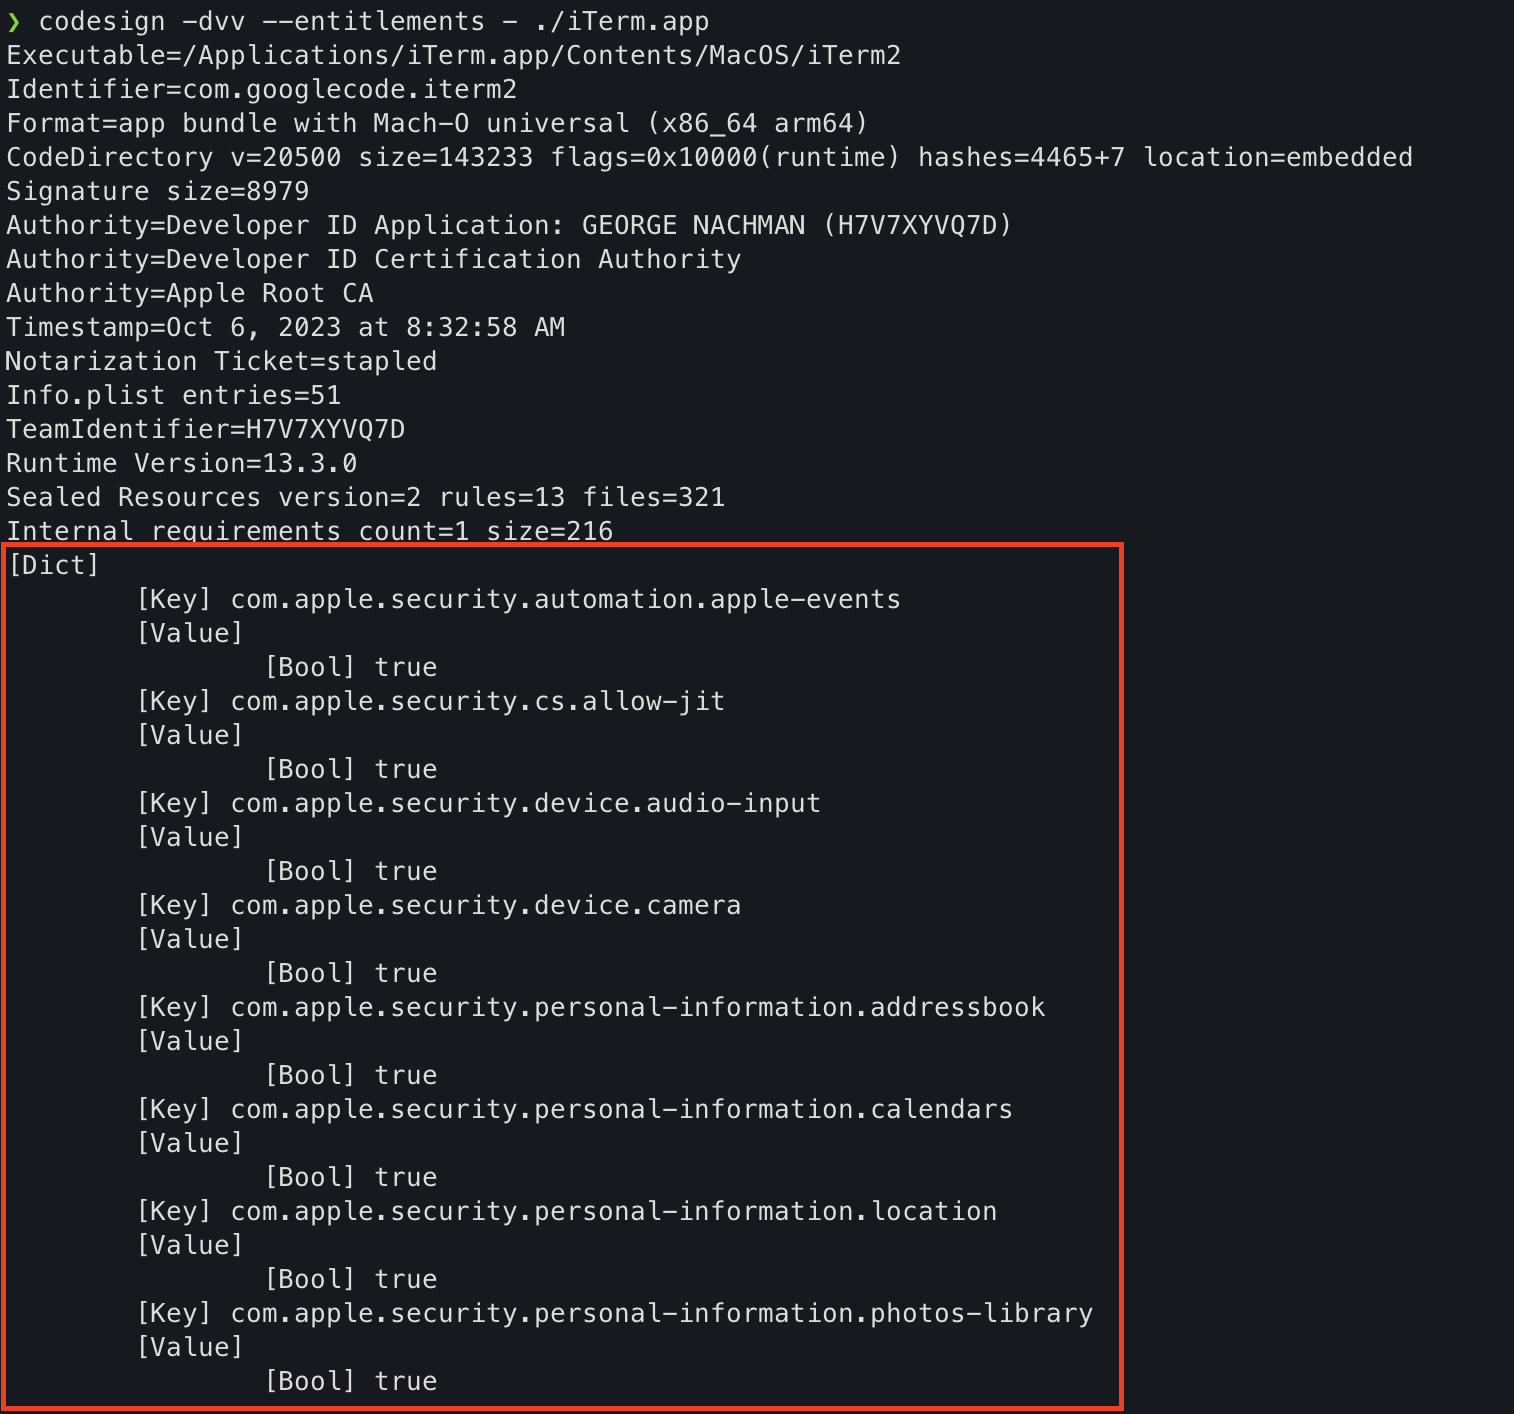 ❯ codesign -dvv --entitlements - ./iTerm.app
Executable=/Applications/iTerm.app/Contents/MacOS/iTerm2
Identifier=com.googlecode.iterm2
Format=app bundle with Mach-O universal (x86_64 arm64)
CodeDirectory v=20500 size=143233 flags=0x10000(runtime) hashes=4465+7 location=embedded
Signature size=8979
Authority=Developer ID Application: GEORGE NACHMAN (H7V7XYVQ7D)
Authority=Developer ID Certification Authority
Authority=Apple Root CA
Timestamp=Oct 6, 2023 at 8:32:58 AM
Notarization Ticket=stapled
Info.plist entries=51
TeamIdentifier=H7V7XYVQ7D
Runtime Version=13.3.0
Sealed Resources version=2 rules=13 files=321
Internal requirements count=1 size=216
[Dict]
[Key] com.apple.security.automation.apple-events
[Value]
[Bool] true
[Key] com.apple.security.cs.allow-jit
[Value]
[Bool] true
[Key] com.apple.security.device.audio-input
[Value]
[Bool] true
[Key] com.apple.security.device.camera
[Value]
[Bool] true
[Key] com.apple.security.personal-information.addressbook
[Value]
[Bool] true
[Key] com.apple.security.personal-information.calendars
[Value]
[Bool] true
[Key] com.apple.security.personal-information.location
[Value]
[Bool] true
[Key] com.apple.security.personal-information.photos-library
[Value]
[Bool] true